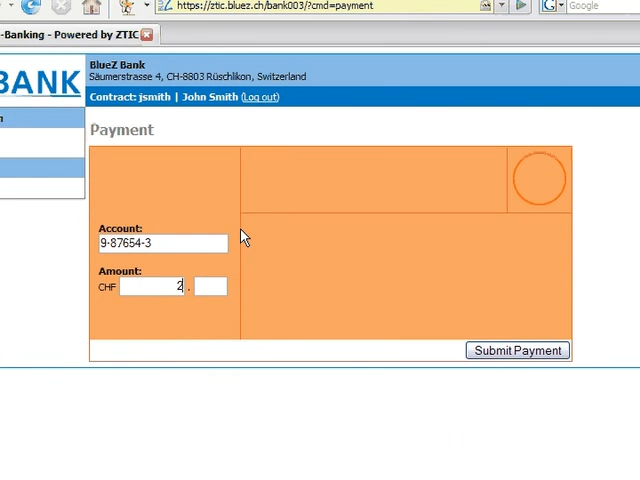 https://ztic.bluez.ch/bank003/?cmd=payment
Google
-Banking - Powered by ZTIC
BANK
BlueZ Bank
Säumerstrasse 4, CH-8803 Rüschlikon, Switzerland
Contract: jsmith | John Smith (Log out)
Payment
Account:
9-87654-3
Amount:
CHF 2 .
Submit Payment